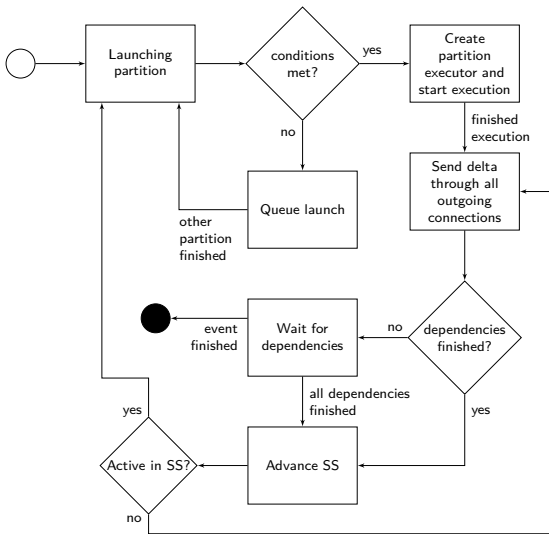 Launching
partition
conditions
met?
yes
Create
partition
executor and
start execution
no
finished
execution
Queue launch
other
partition
finished
Send delta
through all
outgoing
connections
event
finished
Wait for
dependencies
no
dependencies
finished?
all dependencies
finished
yes
yes
Active in SS?
Advance SS
no